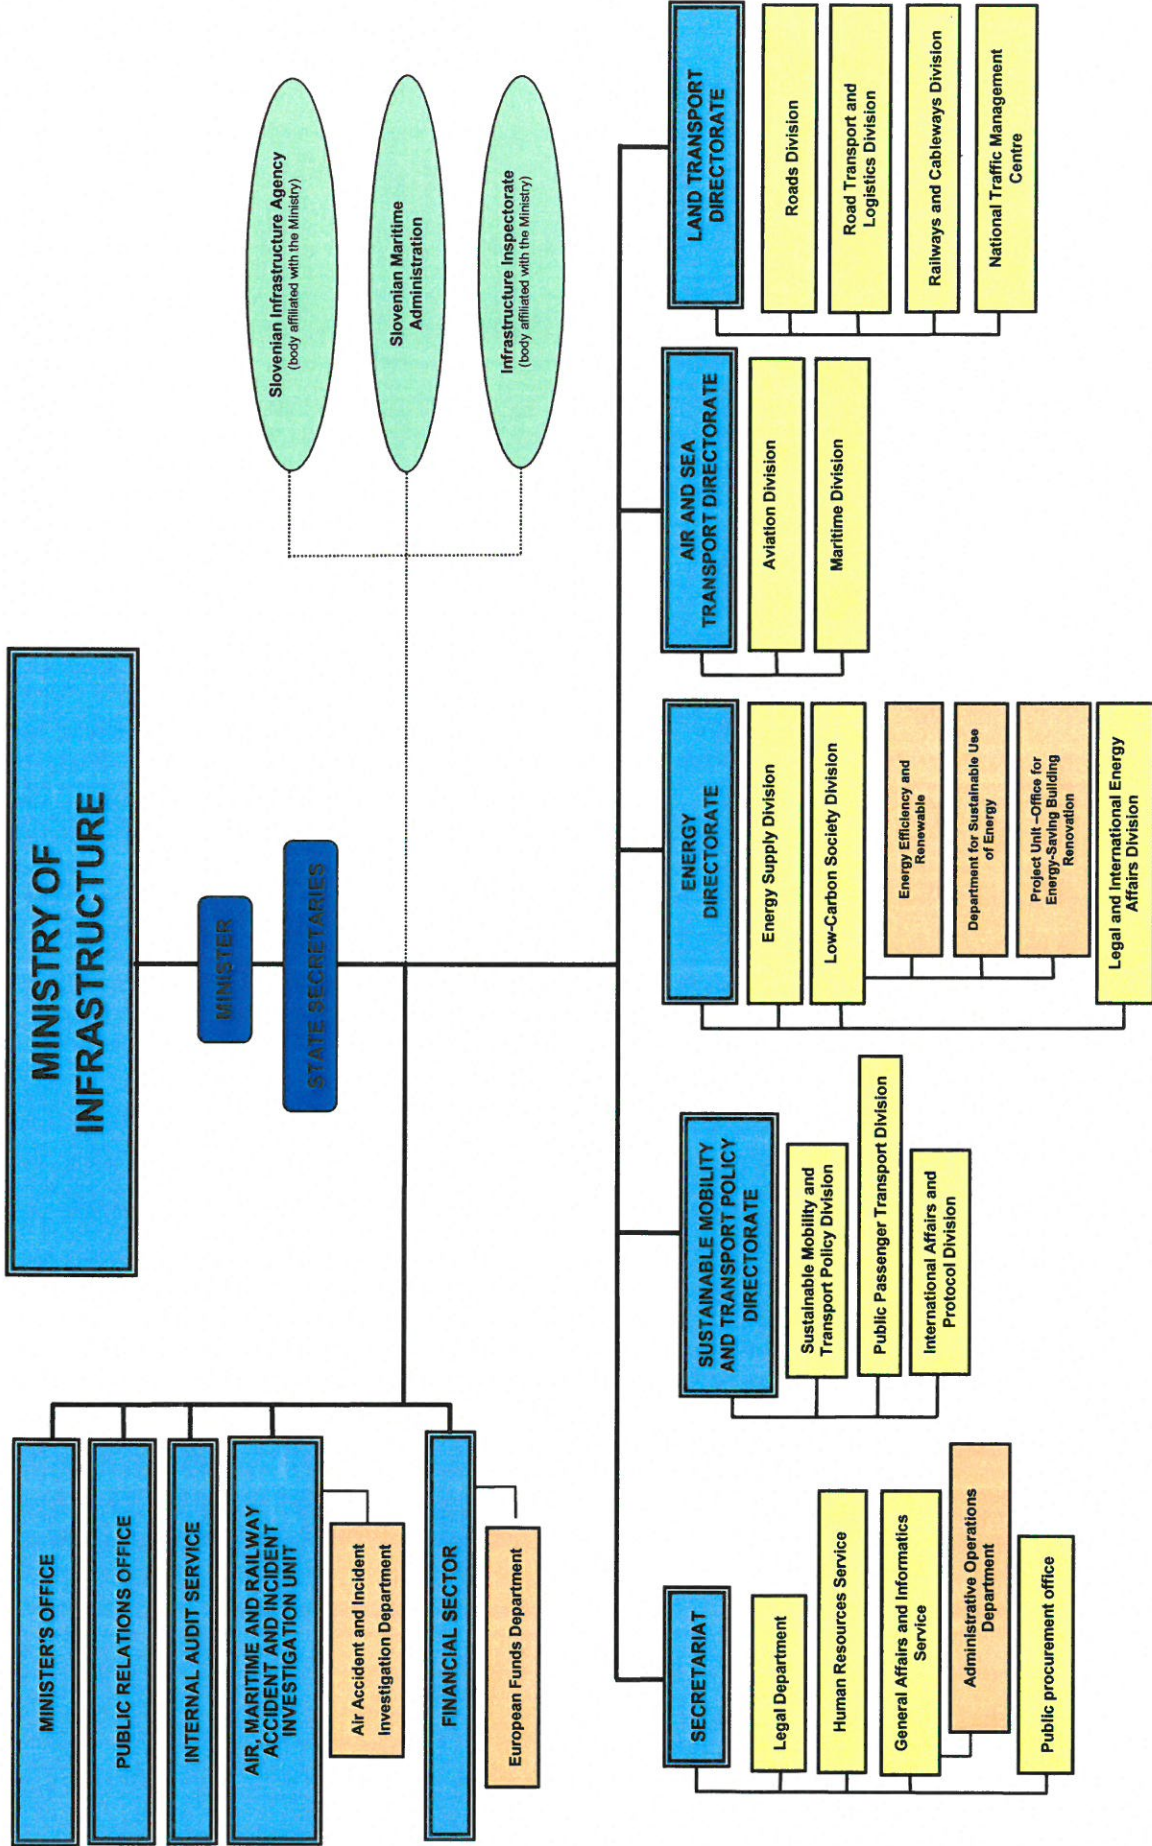 MINISTRY OF
INFRASTRUCTURE
MINISTER
STATE SECRETARIES
MINISTER'S OFFICE
PUBLIC RELATIONS OFFICE
INTERNAL AUDIT SERVICE
AIR, MARITIME AND RAILWAY
ACCIDENT AND INCIDENT
INVESTIGATION UNIT
Air Accident and Incident
Investigation Department
FINANCIAL SECTOR
European Funds Department
Slovenian Infrastructure Agency
(body affiliated with the Ministry)
Slovenian Maritime
Administration
Infrastructure Inspectorate
(body affiliated with the Ministry)
SECRETARIAT
Legal Department
Human Resources Service
General Affairs and Informatics
Service
Administrative Operations
Department
Public procurement office
SUSTAINABLE MOBILITY
AND TRANSPORT POLICY
DIRECTORATE
Sustainable Mobility and
Transport Policy Division
Public Passenger Transport Division
International Affairs and
Protocol Division
ENERGY
DIRECTORATE
Energy Supply Division
Low-Carbon Society Division
Energy Efficiency and
Renewable
Department for Sustainable Use
of Energy
Project Unit –Office for
Energy-Saving Building
Renovation
Legal and International Energy
Affairs Division
AIR AND SEA
TRANSPORT DIRECTORATE
Aviation Division
Maritime Division
LAND TRANSPORT
DIRECTORATE
Roads Division
Road Transport and
Logistics Division
Railways and Cableways Division
National Traffic Management
Centre